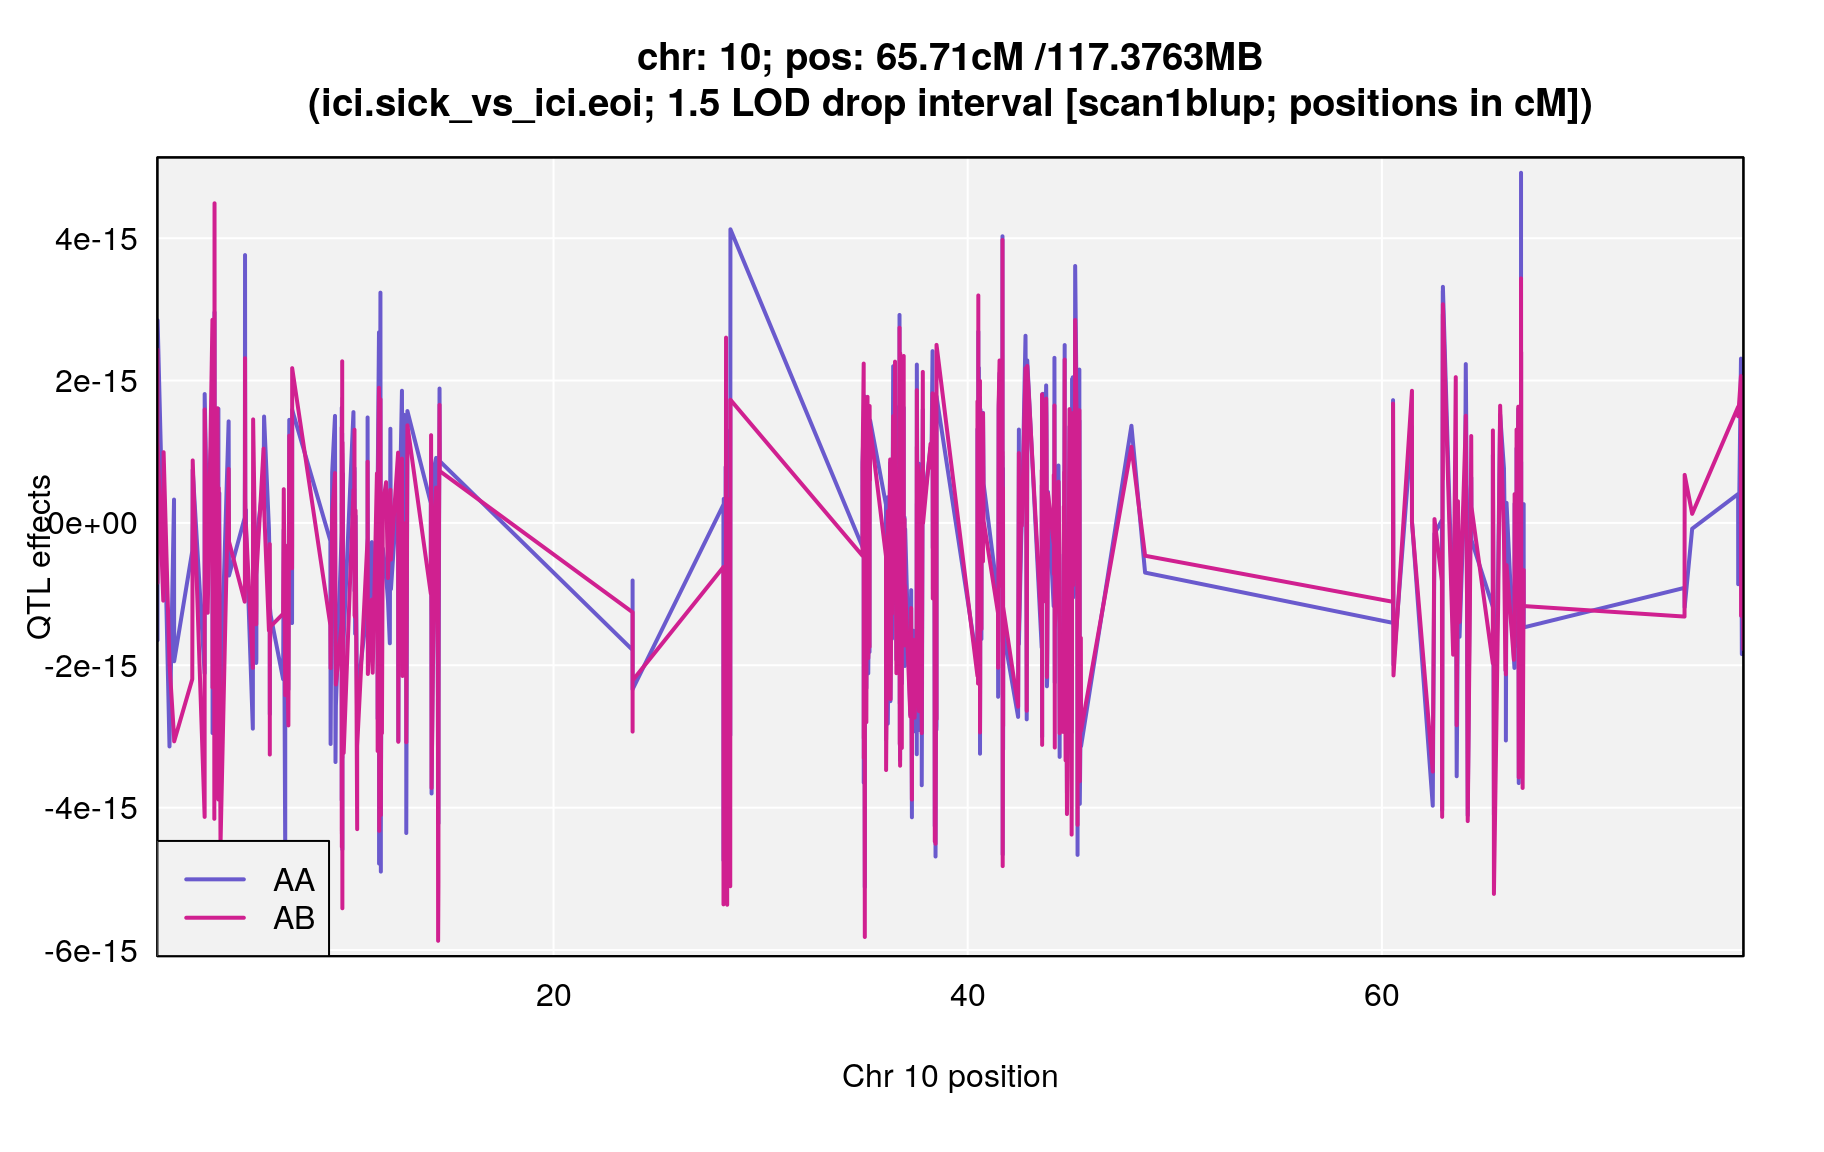 chr: 10; pos: 65.71cM /117.3763MB
(ici.sick_vs_ici.eoi; 1.5 LOD drop interval [scan1blup; positions in cM])
QTL effects
4e-15
2e-15
0e+00
-2e-15
-4e-15
-6e-15
AA
AB
20
40
60
Chr 10 position